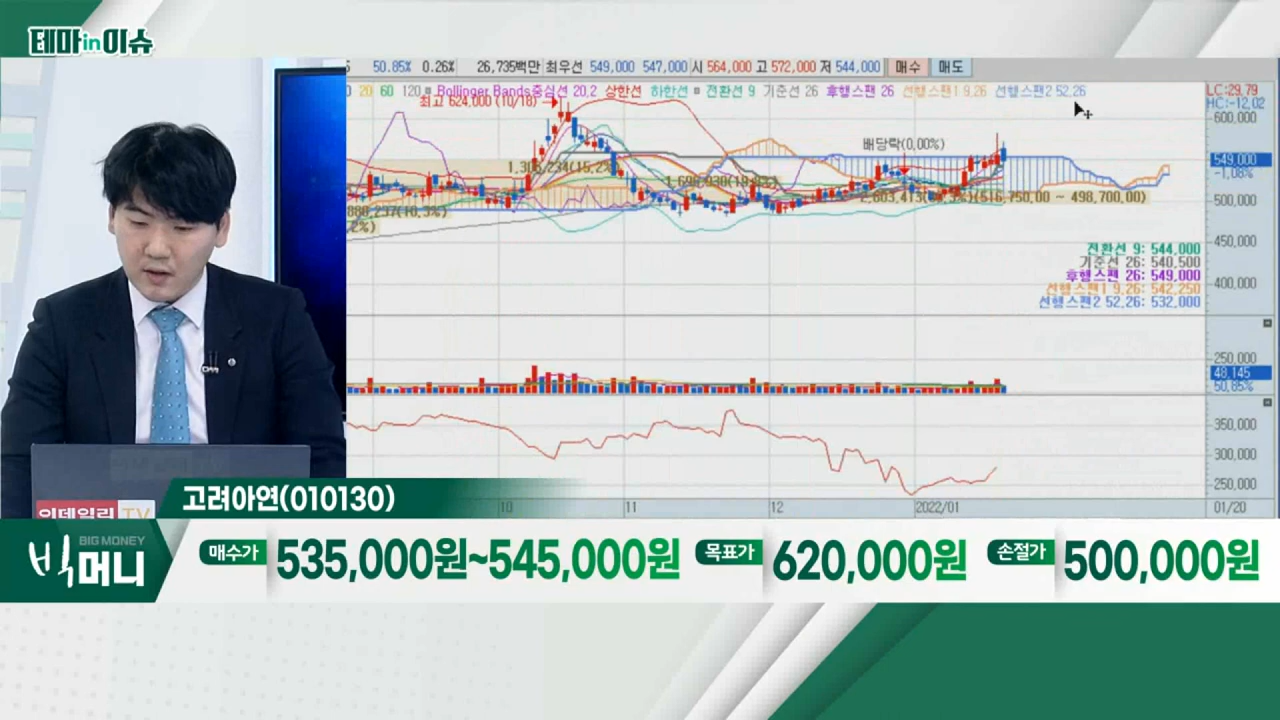 테마in이슈
50.85% 0.26% 26,735백만 최우선 549,000 547,000 시 564,000 고 572,000 저 544,000 매수 매도
20 60 120 Bollinger Bands중심선 20,2 상한선 하한선 전환선 9 기준선 26 후행스팬 26 선행스팬1 9,26 선행스팬2 52,26
LC:29.79
HC:-12.02
최고 624,000 (10/18)
600,000
배당락(0,00%)
549,000
-1,08%
500,000
(516,750,00 ~ 498,700,00)
450,000
400,000
전환선 9: 544,000
기준선 26: 540,500
후행스팬 26: 549,000
선행스팬1 9,26: 542,250
선행스팬2 52,26: 532,000
250,000
48,145
50,85%
350,000
300,000
250,000
10 11 12 2022/01 01/20
이데일리 TV
고려아연(010130)
BIG MONEY
빅머니
매수가 535,000원~545,000원 목표가 620,000원 손절가 500,000원